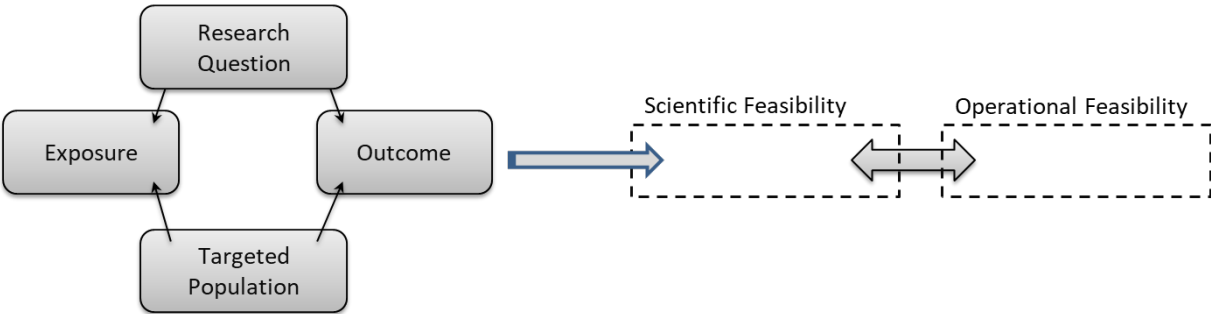 Research
Question
Exposure
Outcome
Targeted
Population
Scientific Feasibility
Operational Feasibility